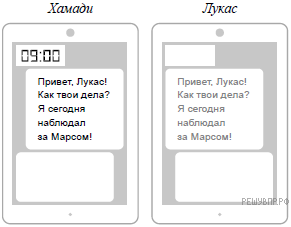 Хамади
09:00
Привет, Лукас!
Как твои дела?
Я сегодня
наблюдал
за Марсом!
Лукас
Привет, Лукас!
Как твои дела?
Я сегодня
наблюдал
за Марсом!
РЕШУВПР.РФ